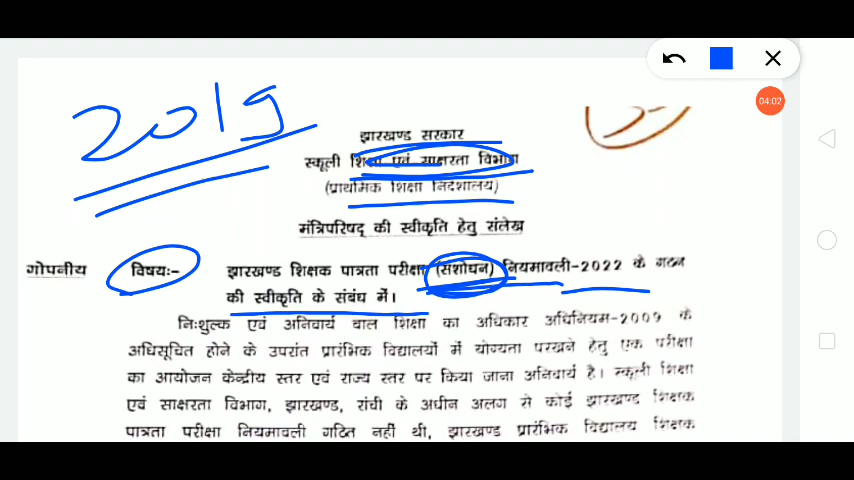 04:02
2019
झारखण्ड सरकार
स्कूली शिक्षा एवं साक्षरता विभाग
(प्राथमिक शिक्षा निदेशालय)
मंत्रिपरिषद् की स्वीकृति हेतु संलेख
गोपनीय विषयः- झारखण्ड शिक्षक पात्रता परीक्षा (संशोधन) नियमावली-2022 के गठन
की स्वीकृति के संबंध में।
निःशुल्क एवं अनिवार्य बाल शिक्षा का अधिकार अधिनियम-2009 के
अधिसूचित होने के उपरांत प्रारंभिक विद्यालयों में योग्यता परखने हेतु एक परीक्षा
का आयोजन केन्द्रीय स्तर एवं राज्य स्तर पर किया जाना अनिवार्य है। स्कूली शिक्षा
एवं साक्षरता विभाग, झारखण्ड, रांची के अधीन अलग से कोई झारखण्ड शिक्षक
पात्रता परीक्षा नियमावली गठित नहीं थी, झारखण्ड प्रारंभिक विद्यालय शिक्षक